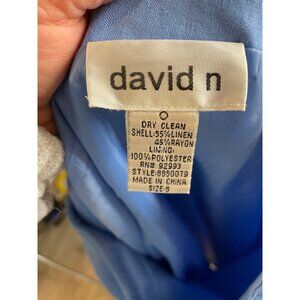 david n
DRY CLEAN
SHELL:55%LINEN
45%RAYON
LINING:
100%POLYESTER
RN# 92993
STYLE:8650079
MADE IN CHINA
SIZE:8